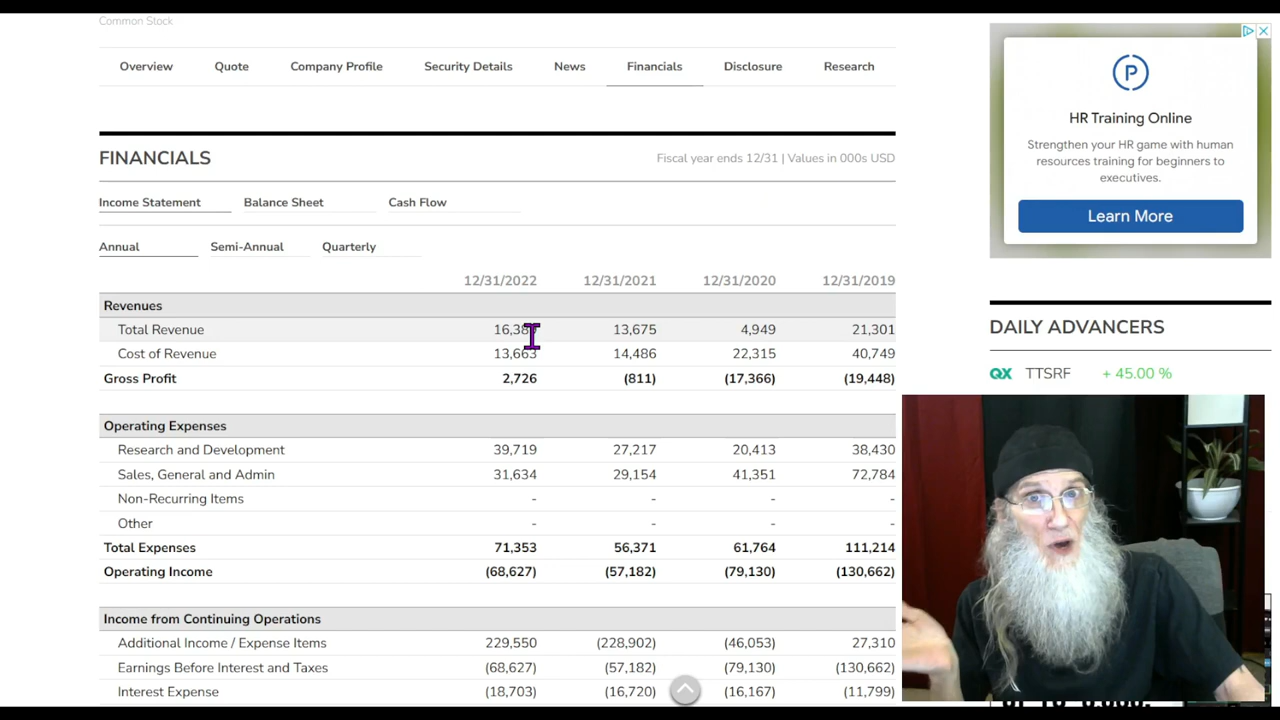 Common Stock
Overview Quote Company Profile Security Details News Financials Disclosure Research
FINANCIALS
Fiscal year ends 12/31 | Values in 000s USD
Income Statement Balance Sheet Cash Flow
Annual Semi-Annual Quarterly
12/31/2022 12/31/2021 12/31/2020 12/31/2019
Revenues
Total Revenue 13,675 4,949 21,301
Cost of Revenue 13,663 14,486 22,315 40,749
Gross Profit 2,726 (811) (17,366) (19,448)
Operating Expenses
Research and Development 39,719 27,217 20,413 38,430
Sales, General and Admin 31,634 29,154 41,351 72,784
Non-Recurring Items - - - -
Other - - - -
Total Expenses 71,353 56,371 61,764 111,214
Operating Income (68,627) (57,182) (79,130) (130,662)
Income from Continuing Operations
Additional Income / Expense Items 229,550 (228,902) (46,053) 27,310
Earnings Before Interest and Taxes (68,627) (57,182) (79,130) (130,662)
Interest Expense (18,703) (16,720) (16,167) (11,799)
P
HR Training Online
Strengthen your HR game with human
resources training for beginners to
executives.
Learn More
DAILY ADVANCERS
QX TTSRF + 45.00 %